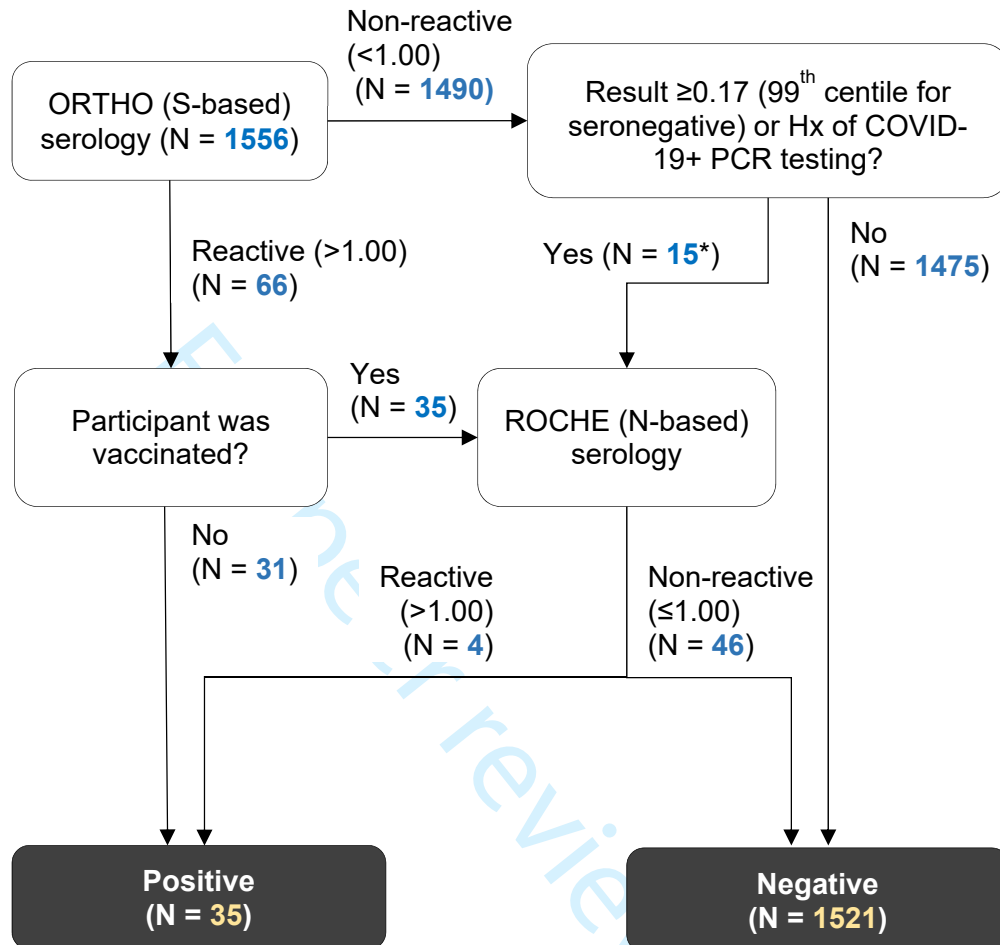 Non-reactive
(<1.00)
(N = 1490)
ORTHO (S-based)
serology (N = 1556)
Result ≥0.17 (99th centile for
seronegative) or Hx of COVID-
19+ PCR testing?
Reactive (>1.00)
(N = 66)
Yes (N = 15*)
No
(N = 1475)
Participant was
vaccinated?
Yes
(N = 35)
ROCHE (N-based)
serology
No
(N = 31)
Reactive
(>1.00)
(N = 4)
Non-reactive
(≤1.00)
(N = 46)
Positive
(N = 35)
Negative
(N = 1521)